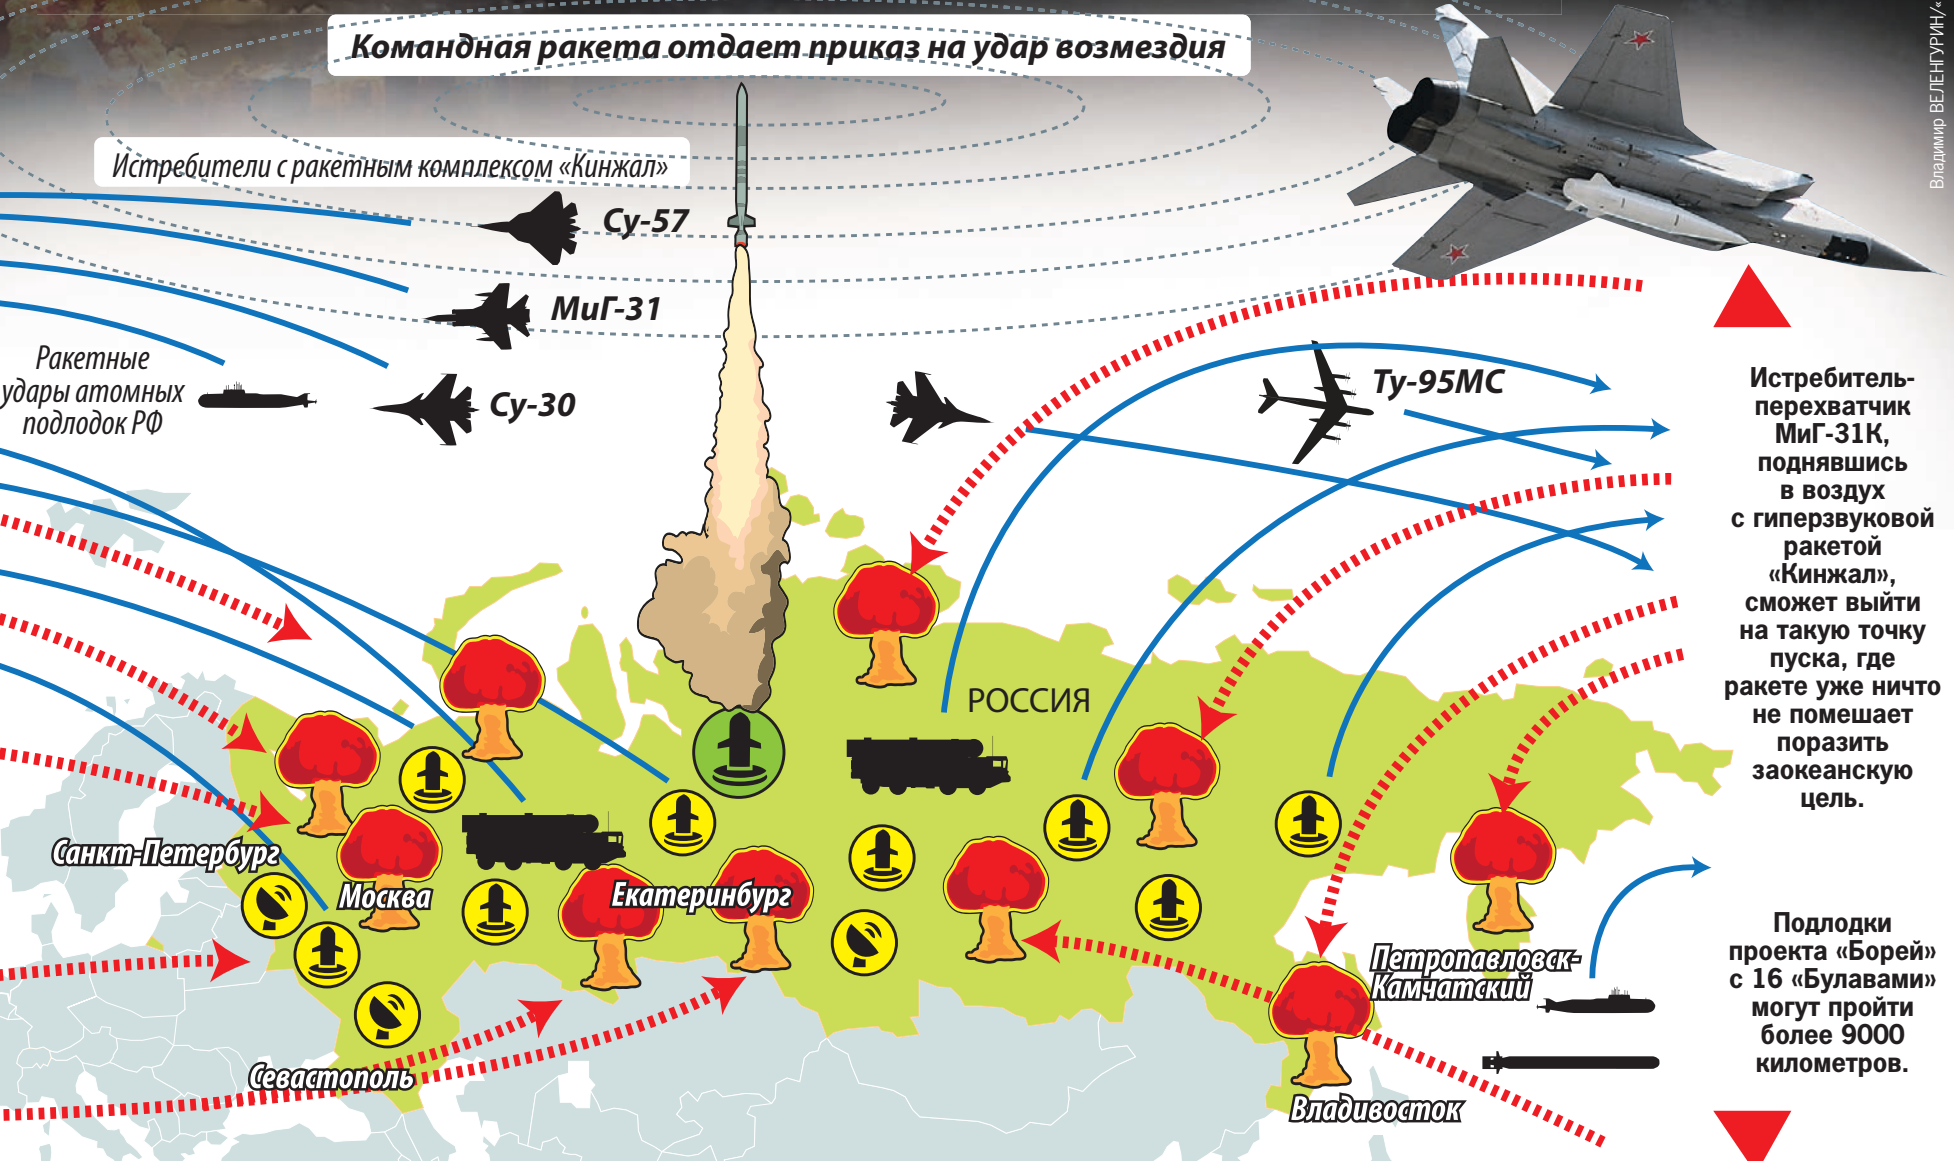 Командная ракета отдает приказ на удар возмездия
Владимир ВЕЛЕНГУРИН/«
Истребители с ракетным комплексом «Кинжал»
Су-57
МиГ-31
Ракетные
удары атомных
подлодок РФ
Су-30
Ту-95МС
Истребитель-
перехватчик
МиГ-31К,
поднявшись
в воздух
с гиперзвуковой
ракетой
«Кинжал»,
сможет выйти
на такую точку
пуска, где
ракете уже ничто
не помешает
поразить
заокеанскую
цель.
РОССИЯ
Санкт-Петербург
Москва
Екатеринбург
Петропавловск-
Камчатский
Севастополь
Владивосток
Подлодки
проекта «Борей»
с 16 «Булавами»
могут пройти
более 9000
километров.